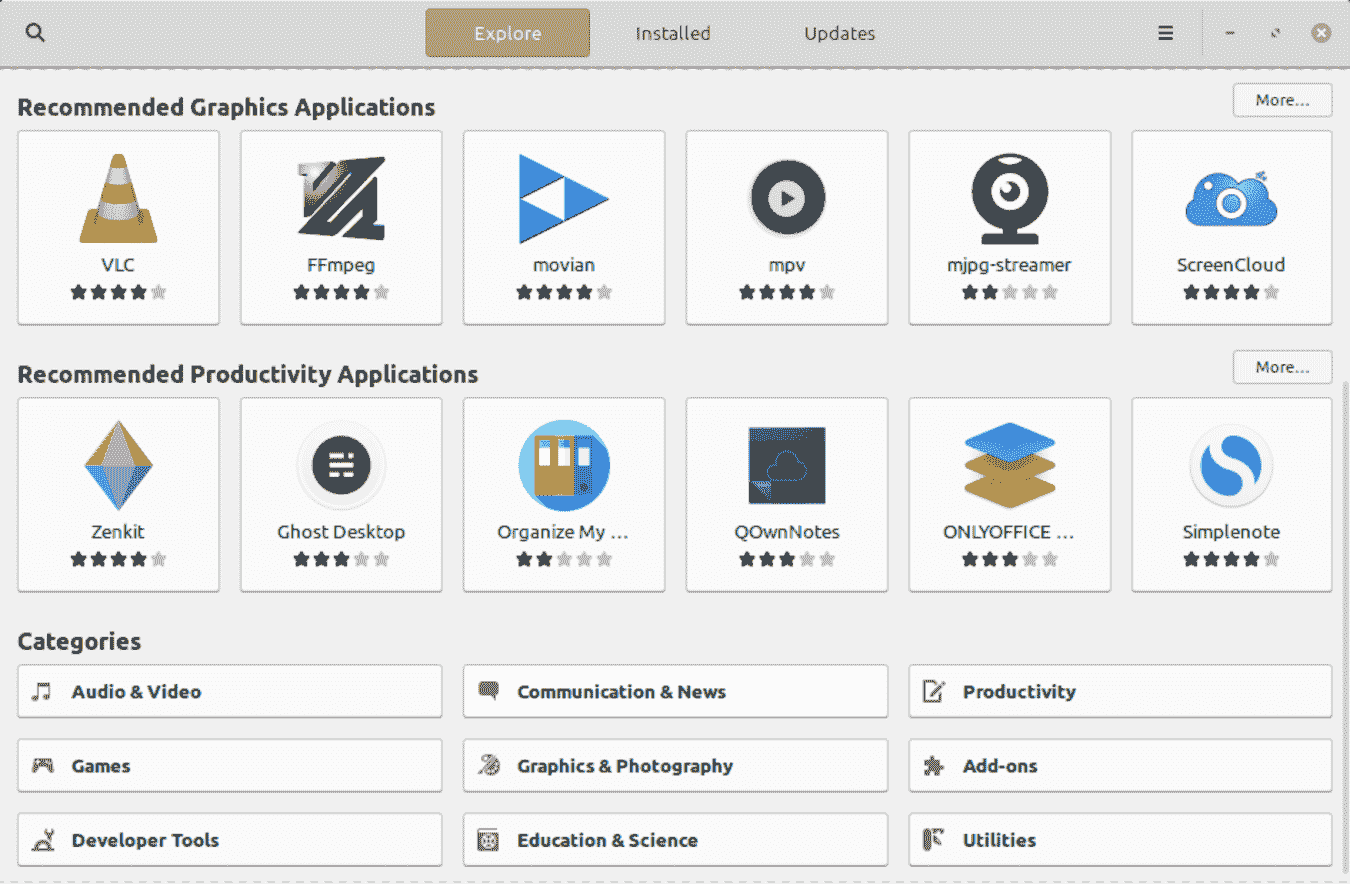 Explore Installed Updates
Recommended Graphics Applications More...
VLC FFmpeg movian mpv mjpg-streamer ScreenCloud
Recommended Productivity Applications More...
Zenkit Ghost Desktop Organize My ... QOwnNotes ONLYOFFICE ... Simplenote
Categories
Audio & Video Communication & News Productivity
Games Graphics & Photography Add-ons
Developer Tools Education & Science Utilities